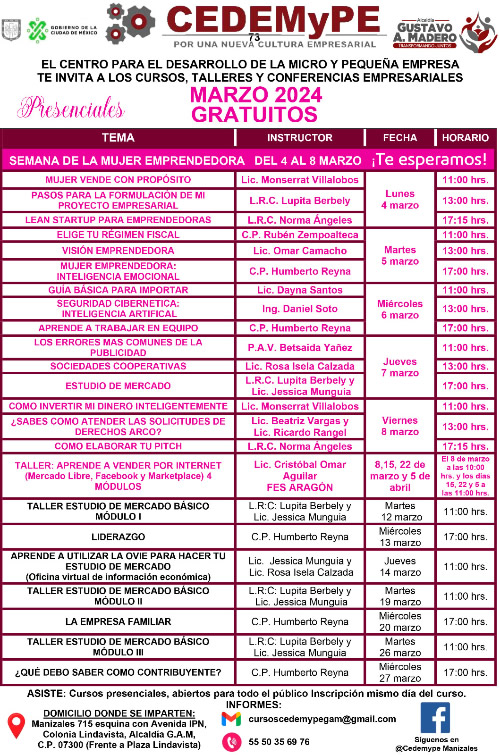 GOBIERNO DE LA
CIUDAD DE MÉXICO
CEDEMyPE
73
POR UNA NUEVA CULTURA EMPRESARIAL
Alcaldía
GUSTAVO
A. MADERO
TRANSFORMANDO JUNTOS
EL CENTRO PARA EL DESARROLLO DE LA MICRO Y PEQUEÑA EMPRESA
TE INVITA A LOS CURSOS, TALLERES Y CONFERENCIAS EMPRESARIALES
Presenciales
MARZO 2024
GRATUITOS
TEMA INSTRUCTOR FECHA HORARIO
SEMANA DE LA MUJER EMPRENDEDORA DEL 4 AL 8 MARZO ¡Te esperamos!
MUJER VENDE CON PROPÓSITO Lic. Monserrat Villalobos 11:00 hrs.
PASOS PARA LA FORMULACIÓN DE MI
PROYECTO EMPRESARIAL L.R.C. Lupita Berbely Lunes
4 marzo 13:00 hrs.
LEAN STARTUP PARA EMPRENDEDORAS L.R.C. Norma Ángeles 17:15 hrs.
ELIGE TU RÉGIMEN FISCAL C.P. Rubén Zempoalteca 11:00 hrs.
VISIÓN EMPRENDEDORA Lic. Omar Camacho Martes
5 marzo 13:00 hrs.
MUJER EMPRENDEDORA:
INTELIGENCIA EMOCIONAL C.P. Humberto Reyna 17:00 hrs.
GUÍA BÁSICA PARA IMPORTAR Lic. Dayna Santos 11:00 hrs.
SEGURIDAD CIBERNETICA:
INTELIGENCIA ARTIFICAL Ing. Daniel Soto Miércoles
6 marzo 13:00 hrs.
APRENDE A TRABAJAR EN EQUIPO C.P. Humberto Reyna 17:00 hrs.
LOS ERRORES MAS COMUNES DE LA
PUBLICIDAD P.A.V. Betsaida Yañez 11:00 hrs.
SOCIEDADES COOPERATIVAS Lic. Rosa Isela Calzada Jueves
7 marzo 13:00 hrs.
ESTUDIO DE MERCADO L.R.C. Lupita Berbely y
Lic. Jessica Munguia 17:00 hrs.
COMO INVERTIR MI DINERO INTELIGENTEMENTE Lic. Monserrat Villalobos 11:00 hrs.
¿SABES COMO ATENDER LAS SOLICITUDES DE
DERECHOS ARCO? Lic. Beatriz Vargas y
Lic. Ricardo Rangel Viernes
8 marzo 13:00 hrs.
COMO ELABORAR TU PITCH L.R.C. Norma Ángeles 17:15 hrs.
TALLER: APRENDE A VENDER POR INTERNET
(Mercado Libre, Facebook y Marketplace) 4
MÓDULOS
Lic. Cristóbal Omar
Aguilar
FES ARAGÓN
8,15, 22 de
marzo y 5 de
abril
El 8 de marzo
a las 10:00
hrs. y los días
15, 22 y 5 a
las 11:00 hrs.
TALLER ESTUDIO DE MERCADO BÁSICO
MÓDULO I L.R:C: Lupita Berbely y
Lic. Jessica Munguia Martes
12 marzo 11:00 hrs.
LIDERAZGO C.P. Humberto Reyna Miércoles
13 marzo 17:00 hrs.
APRENDE A UTILIZAR LA OVIE PARA HACER TU
ESTUDIO DE MERCADO
(Oficina virtual de información económica) Lic. Jessica Munguia y
Lic. Rosa Isela Calzada Jueves
14 marzo 11:00 hrs.
TALLER ESTUDIO DE MERCADO BÁSICO
MÓDULO II L.R:C: Lupita Berbely y
Lic. Jessica Munguia Martes
19 marzo 11:00 hrs.
LA EMPRESA FAMILIAR C.P. Humberto Reyna Miércoles
20 marzo 17:00 hrs.
TALLER ESTUDIO DE MERCADO BÁSICO
MÓDULO III L.R:C: Lupita Berbely y
Lic. Jessica Munguia Martes
26 marzo 11:00 hrs.
¿QUÉ DEBO SABER COMO CONTRIBUYENTE? C.P. Humberto Reyna Miércoles
27 marzo 17:00 hrs.
ASISTE: Cursos presenciales, abiertos para todo el público Inscripción mismo día del curso.
INFORMES:
DOMICILIO DONDE SE IMPARTEN:
Manizales 715 esquina con Avenida IPN,
Colonia Lindavista, Alcaldía G.A.M,
C.P. 07300 (Frente a Plaza Lindavista)
cursoscedemypegam@gmail.com
55 50 35 69 76
Síguenos en
@Cedemype Manizales